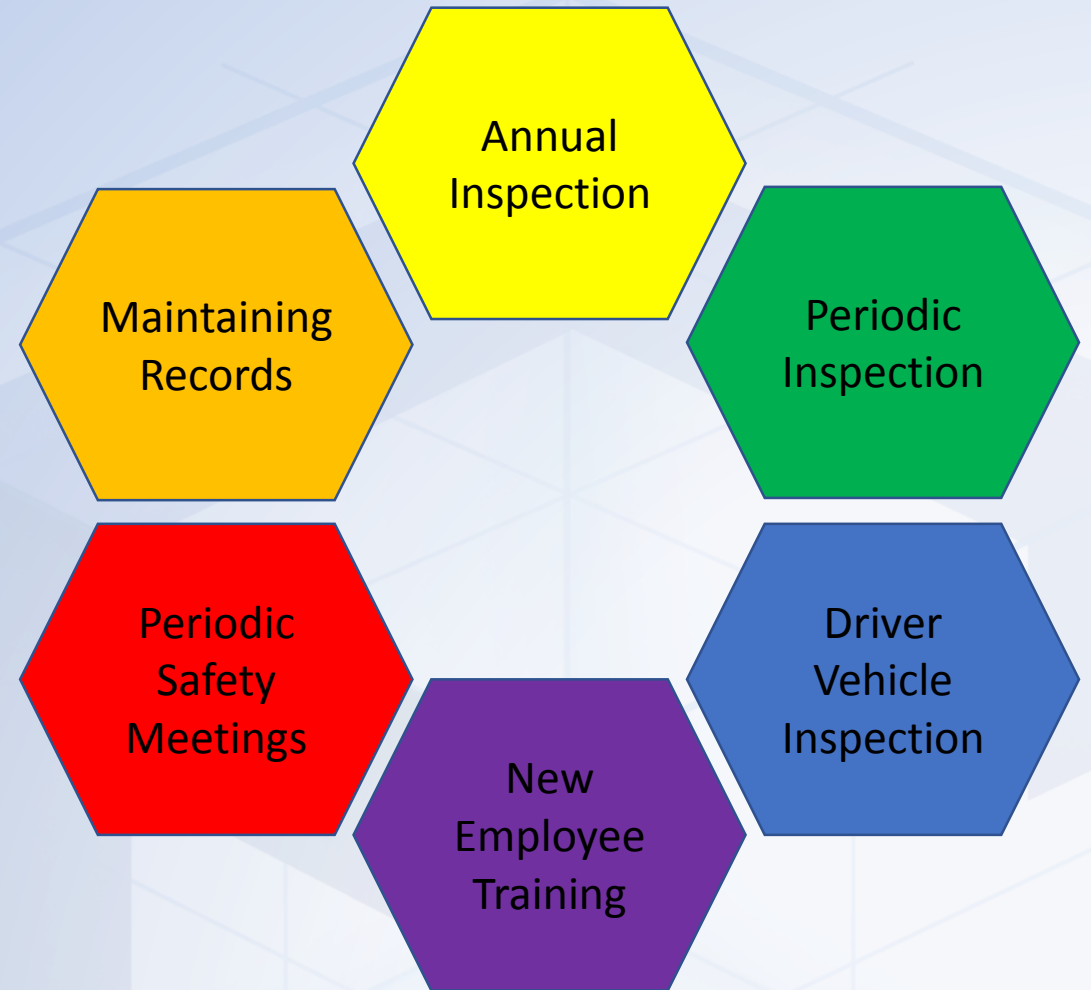 Annual
Inspection
Periodic
Inspection
Driver
Vehicle
Inspection
New
Employee
Training
Periodic
Safety
Meetings
Maintaining
Records